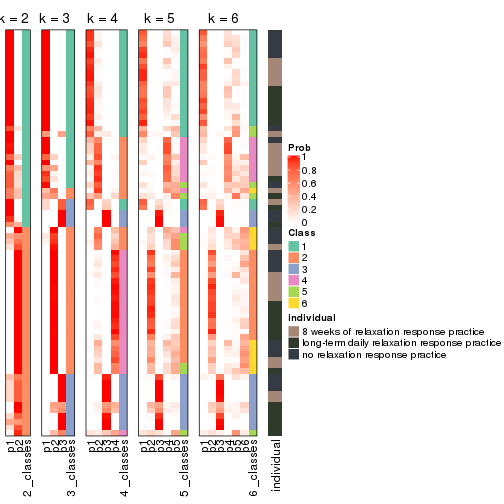 k = 2 k = 3 k = 4 k = 5 k = 6
Prob
1
0.8
0.6
0.4
0.2
0
Class
1
2
3
4
5
6
individual
8 weeks of relaxation response practice
long-term daily relaxation response practice
no relaxation response practice
p1
p2
2_classes
p1
p2
p3
3_classes
p1
p2
p3
p4
4_classes
p1
p2
p3
p4
p5
5_classes
p1
p2
p3
p4
p5
p6
6_classes
individual